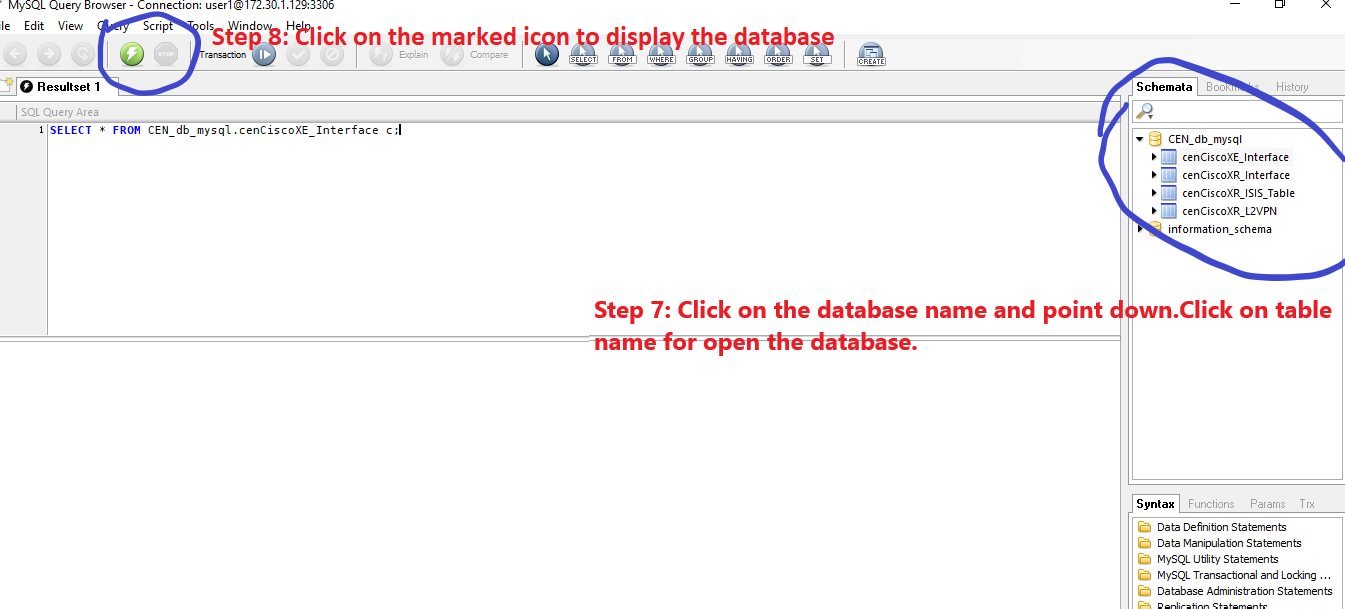 MySQL Query Browser - Connection: user1@172.30.1.129:3306
Edit View Query Script Tools Window Help
Step 8: Click on the marked icon to display the database
STOP Transaction Explain Compare SELECT FROM WHERE GROUP HAVING ORDER SET CREATE
Resultset 1
Schemata Bookmarks History
SQL Query Area
1 SELECT * FROM CEN_db_mysql.cenCiscoXE_Interface c;
CEN_db_mysql
cenCiscoXE_Interface
cenCiscoXR_Interface
cenCiscoXR_ISIS_Table
cenCiscoXR_L2VPN
information_schema
Step 7: Click on the database name and point down.Click on table
name for open the database.
Syntax Functions Params Trx
Data Definition Statements
Data Manipulation Statements
MySQL Utility Statements
MySQL Transactional and Locking ...
Database Administration Statements
Replication Statements